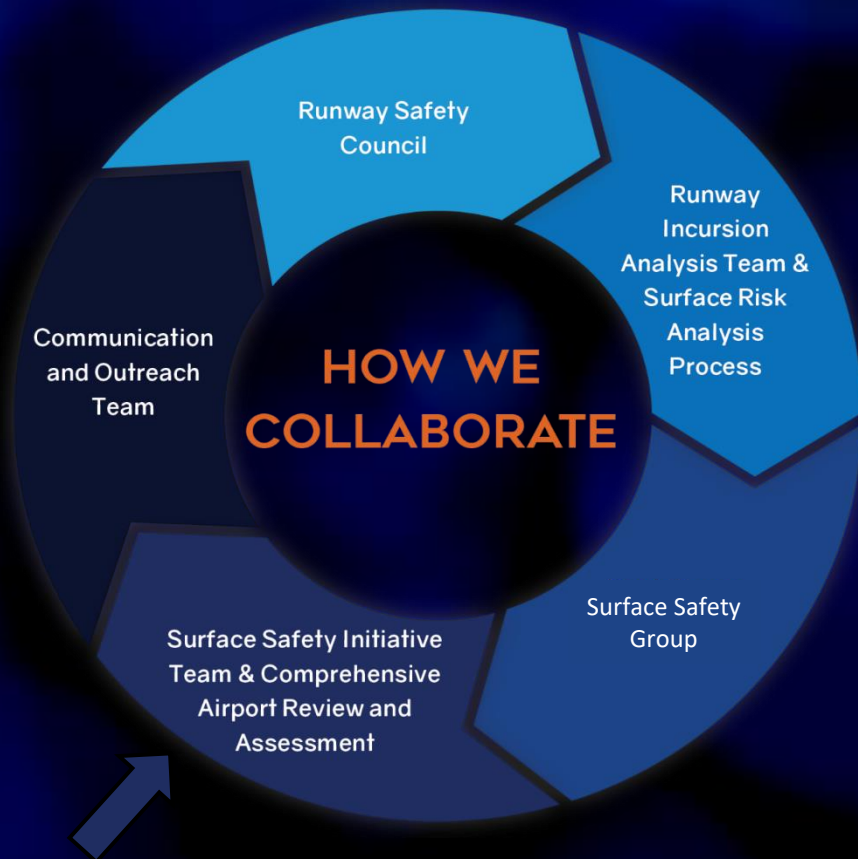 Runway Safety
Council
Runway
Incursion
Analysis Team &
Surface Risk
Analysis
Process
Communication
and Outreach
Team
HOW WE
COLLABORATE
Surface Safety
Group
Surface Safety Initiative
Team & Comprehensive
Airport Review and
Assessment